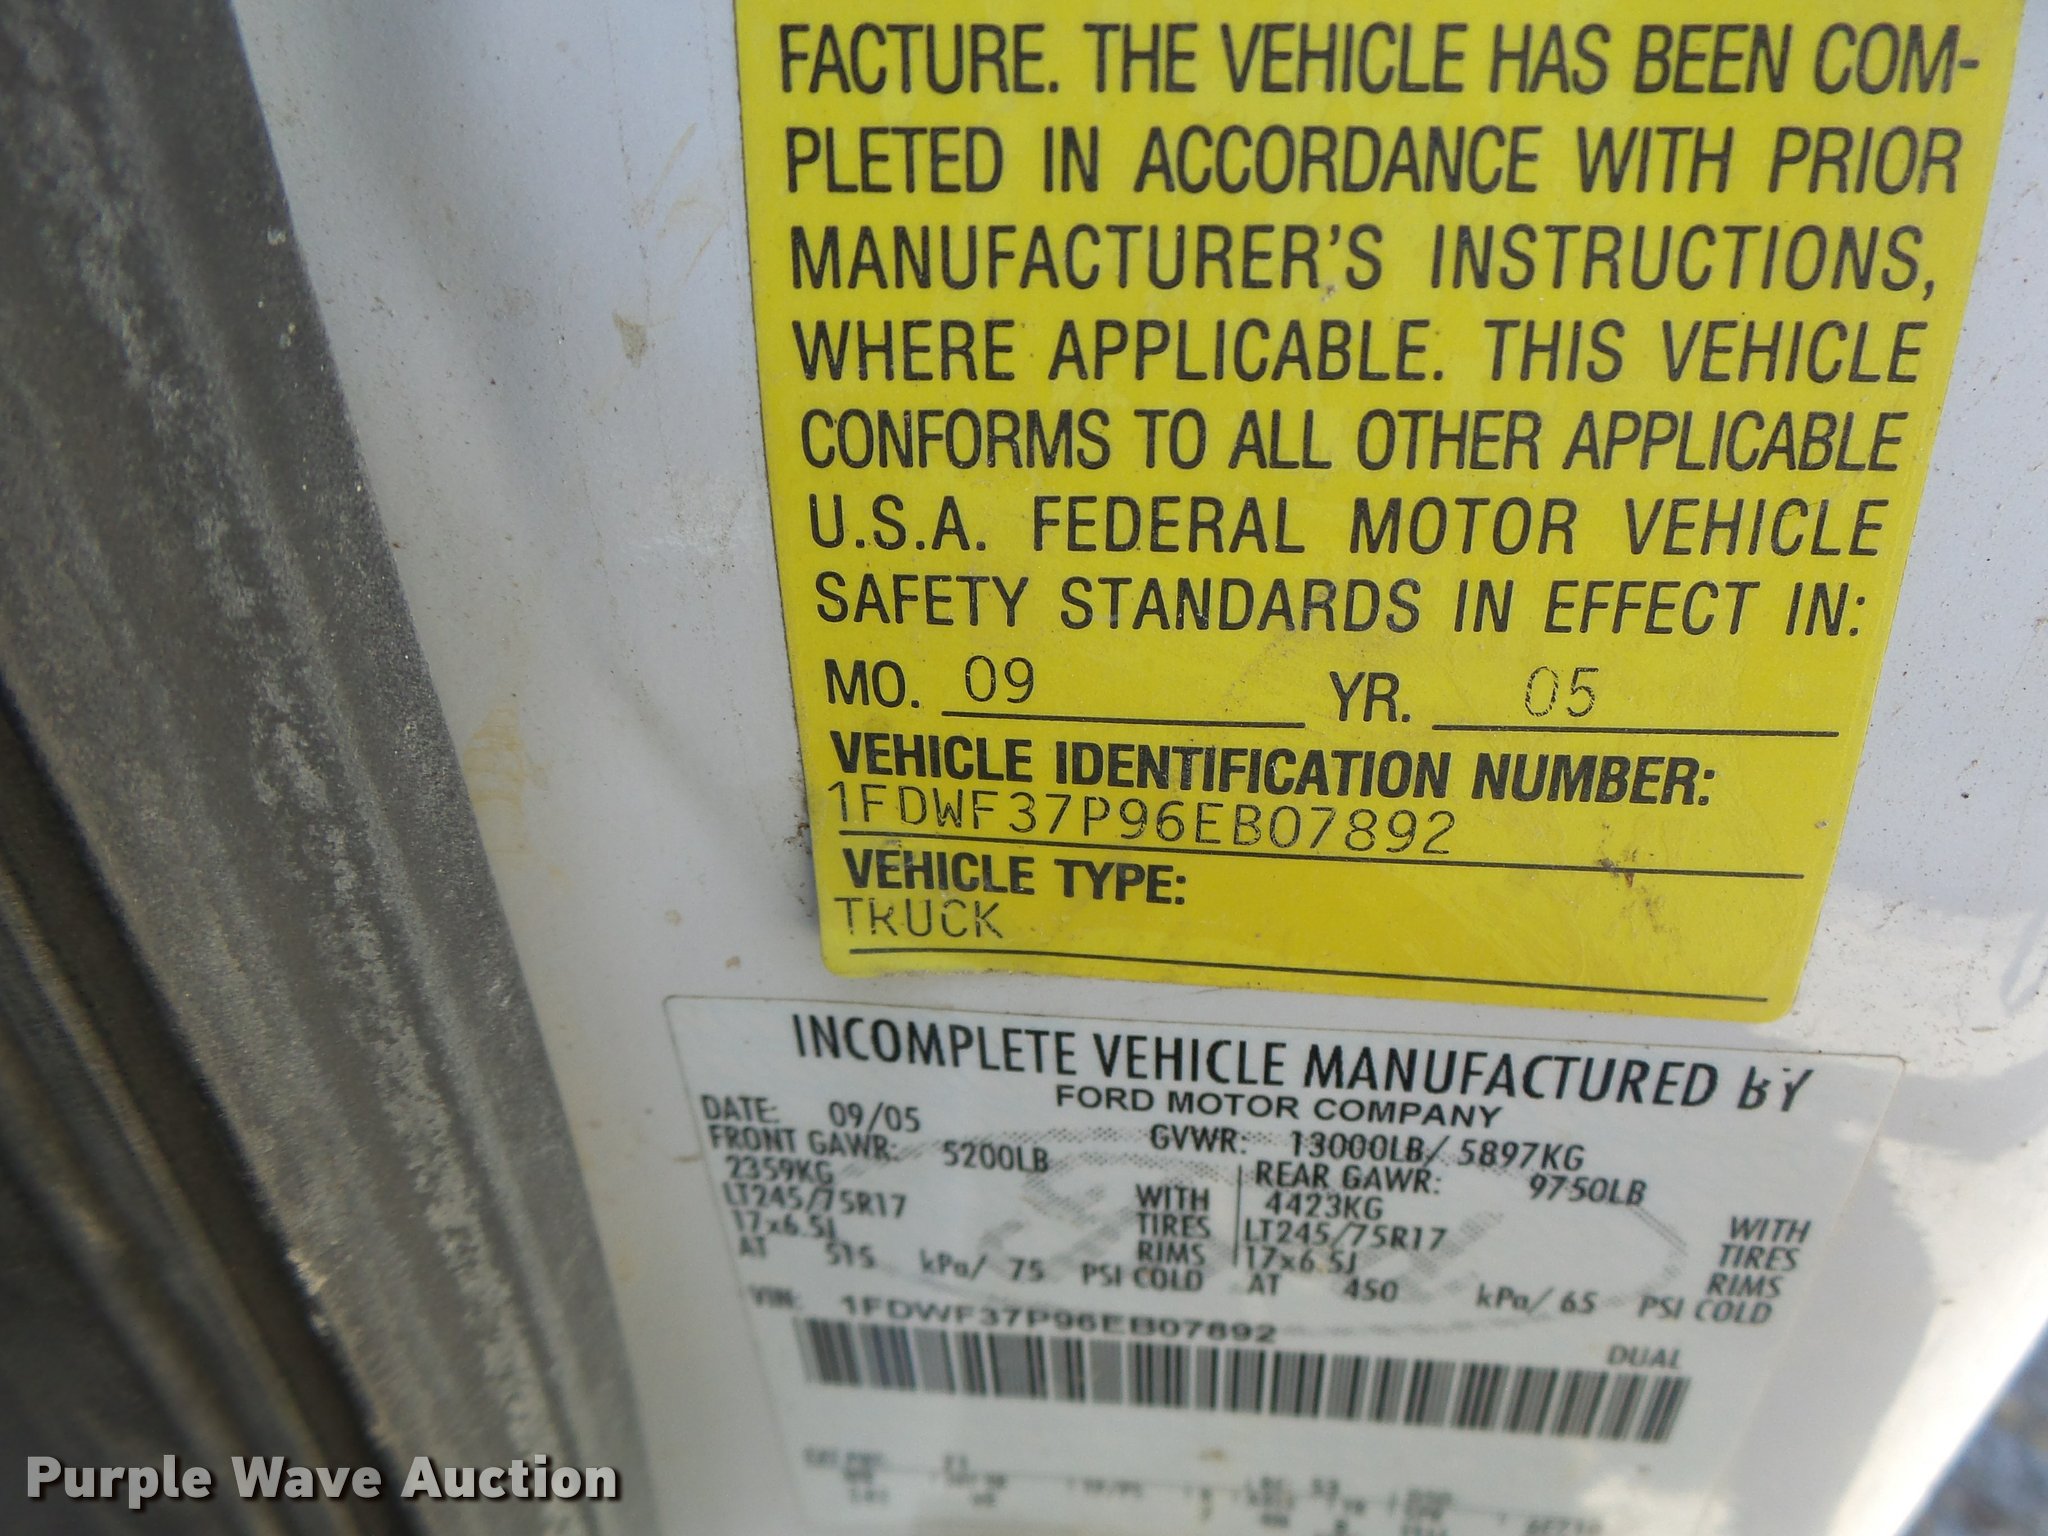 FACTURE. THE VEHICLE HAS BEEN COM-
PLETED IN ACCORDANCE WITH PRIOR
MANUFACTURER'S INSTRUCTIONS,
WHERE APPLICABLE. THIS VEHICLE
CONFORMS TO ALL OTHER APPLICABLE
U.S.A. FEDERAL MOTOR VEHICLE
SAFETY STANDARDS IN EFFECT IN:
MO. 09 YR. 05
VEHICLE IDENTIFICATION NUMBER:
1FDWF37P96EB07892
VEHICLE TYPE:
TRUCK
INCOMPLETE VEHICLE MANUFACTURED BY
FORD MOTOR COMPANY
DATE: 09/05 GVWR: 13000LB/ 5897KG
FRONT GAWR: 5200LB REAR GAWR: 9750LB
2359KG WITH 4423KG WITH
LT245/75R17 TIRES LT245/75R17 TIRES
17x6.5J RIMS 17x6.5J RIMS
AT 515 kPa/ 75 PSI COLD AT 450 kPa/ 65 PSI COLD
VIN: 1FDWF37P96EB07892
DUAL
Purple Wave Auction